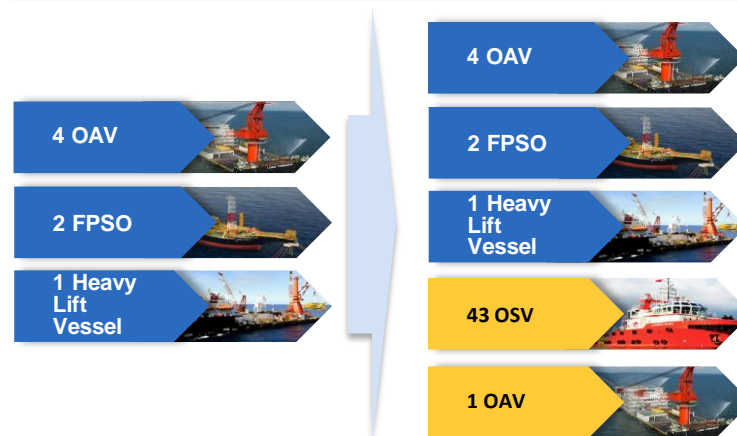 4 OAV
2 FPSO
1 Heavy
Lift
Vessel
4 OAV
2 FPSO
1 Heavy
Lift
Vessel
43 OSV
1 OAV